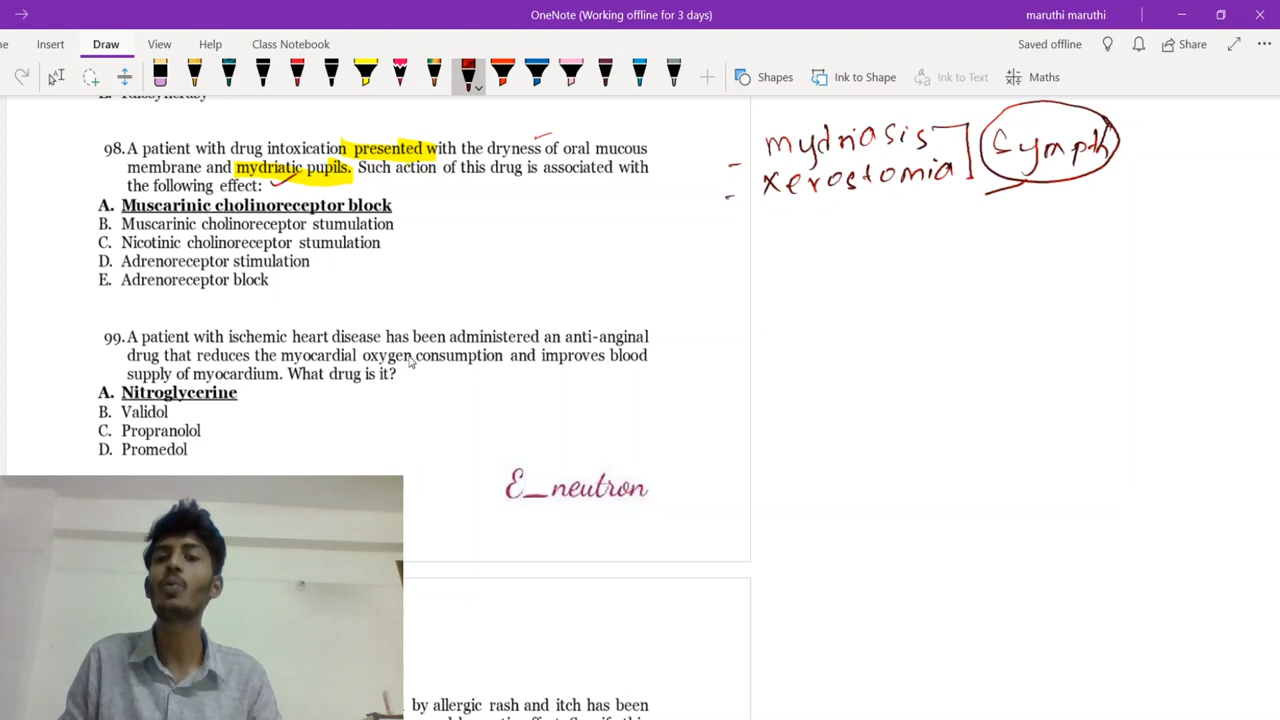 OneNote (Working offline for 3 days)
maruthi maruthi
Insert
Draw
View
Help
Class Notebook
Saved offline
Share
Shapes
Ink to Shape
Ink to Text
Maths
98. A patient with drug intoxication presented with the dryness of oral mucous
membrane and mydriatic pupils. Such action of this drug is associated with
the following effect:
A. Muscarinic cholinoreceptor block
B. Muscarinic cholinoreceptor stumulation
C. Nicotinic cholinoreceptor stumulation
D. Adrenoreceptor stimulation
E. Adrenoreceptor block
mydriasis
xerostomia
Sympth
99. A patient with ischemic heart disease has been administered an anti-anginal
drug that reduces the myocardial oxygen consumption and improves blood
supply of myocardium. What drug is it?
A. Nitroglycerine
B. Validol
C. Propranolol
D. Promedol
E_neutron
by allergic rash and itch has been